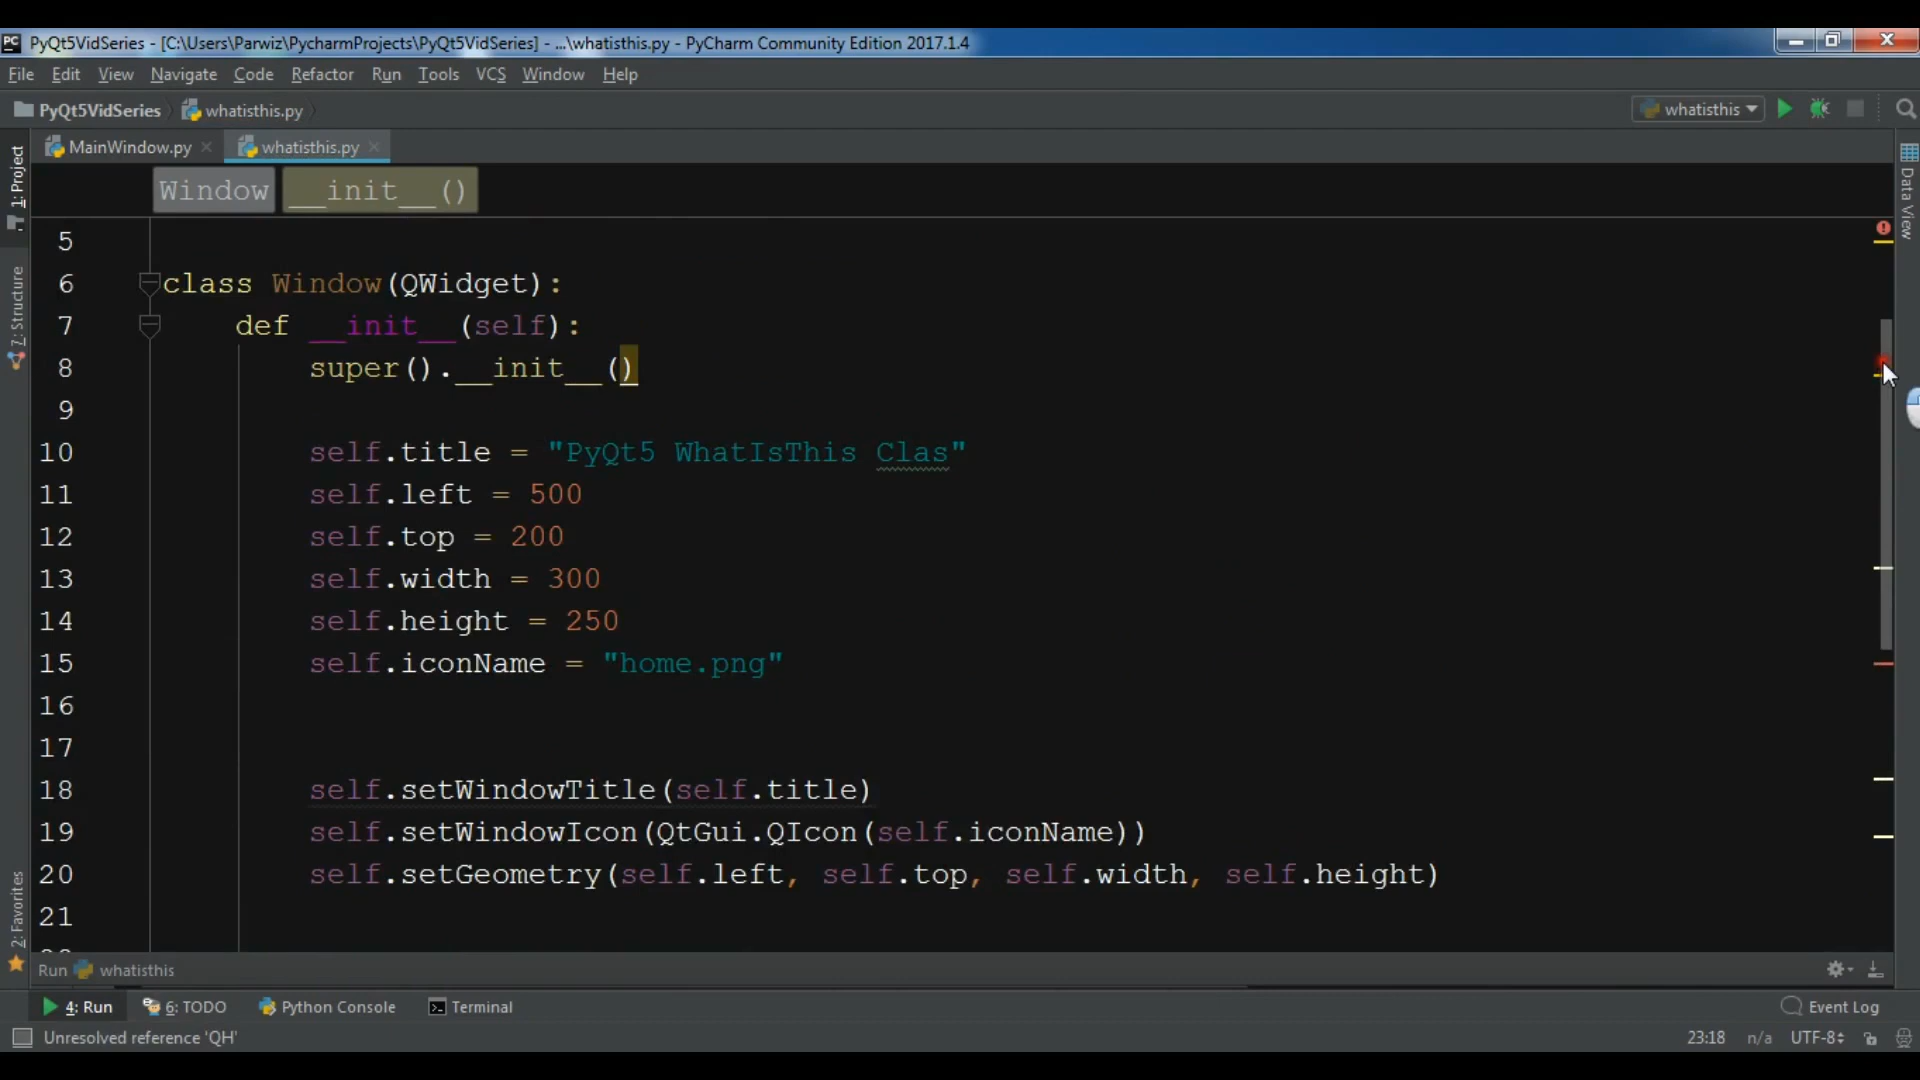 PC PyQt5VidSeries - [C:\Users\Parwiz\PycharmProjects\PyQt5VidSeries] - ...\whatisthis.py - PyCharm Community Edition 2017.1.4
File Edit View Navigate Code Refactor Run Tools VCS Window Help
PyQt5VidSeries whatisthis.py whatisthis
MainWindow.py whatisthis.py
Window __init__()
1: Project
7: Structure
2: Favorites
Data View
5
6 class Window(QWidget):
7 def __init__(self):
8 super().__init__()
9
10 self.title = "PyQt5 WhatIsThis Clas"
11 self.left = 500
12 self.top = 200
13 self.width = 300
14 self.height = 250
15 self.iconName = "home.png"
16
17
18 self.setWindowTitle(self.title)
19 self.setWindowIcon(QtGui.QIcon(self.iconName))
20 self.setGeometry(self.left, self.top, self.width, self.height)
21
Run whatisthis
4: Run 6: TODO Python Console Terminal Event Log
Unresolved reference 'QH' 23:18 n/a UTF-8